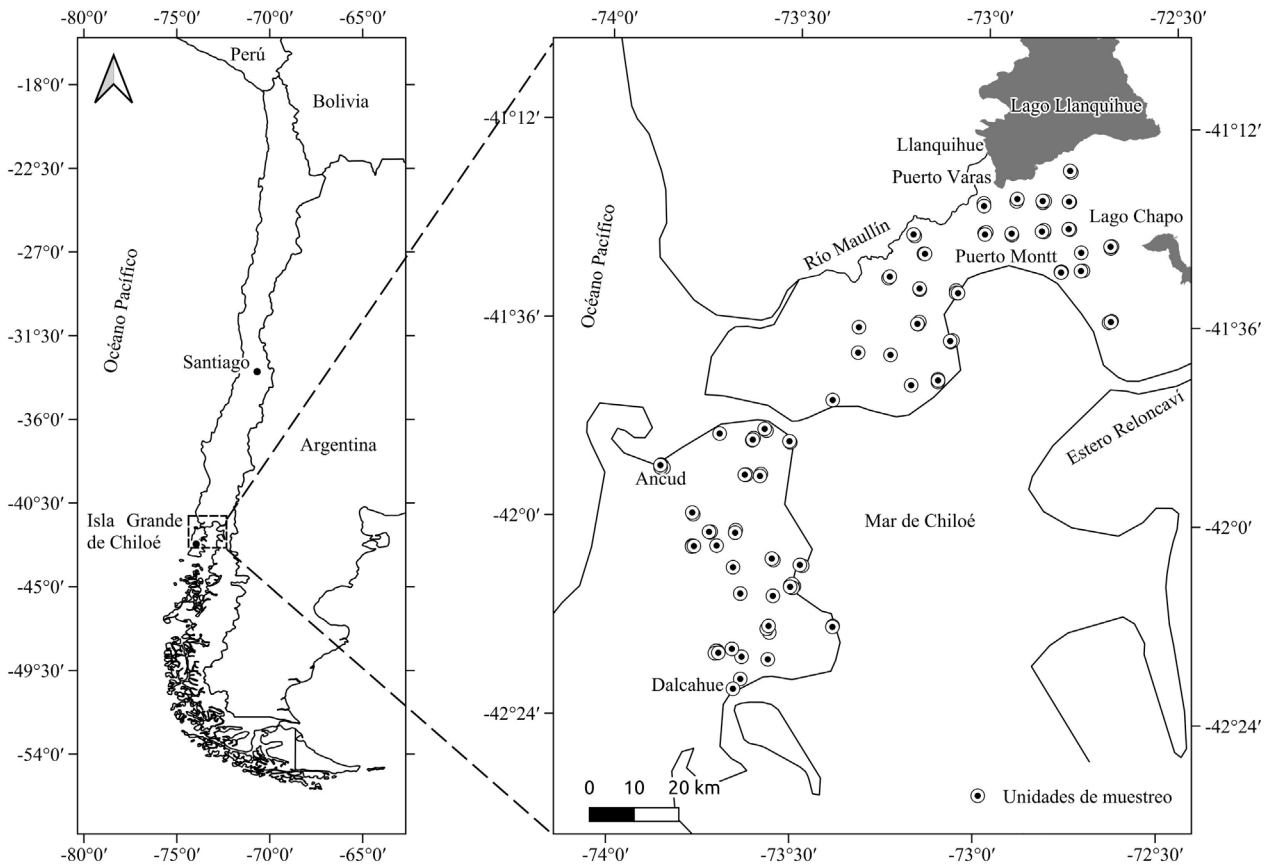 -80°0′ -75°0′ -70°0′ -65°0′
-74°0′ -73°30′ -73°0′ -72°30′
Perú
-18°0′
Bolivia
Lago Llanquihue
-41°12′
-41°12′
Llanquihue
-22°30′
Puerto Varas
Lago Chapo
Océano Pacífico
Río Maullín
-27°0′
Puerto Montt
Océano Pacífico
-31°30′
-41°36′
-41°36′
Santiago
-36°0′
Estero Reloncaví
Argentina
Ancud
-40°30′
Isla Grande
de Chiloé
-42°0′
Mar de Chiloé
-42°0′
-45°0′
-49°30′
Dalcahue
-42°24′
-42°24′
-54°0′
0 10 20 km
Unidades de muestreo
-80°0′ -75°0′ -70°0′ -65°0′
-74°0′ -73°30′ -73°0′ -72°30′